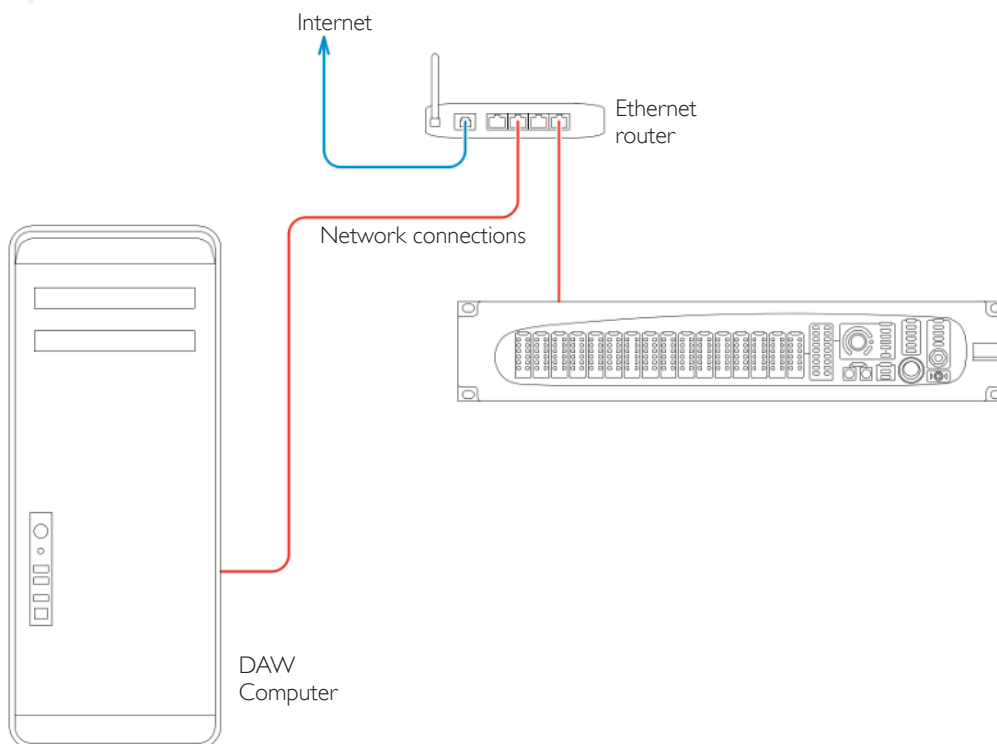 Internet
Ethernet
router
Network connections
DAW
Computer